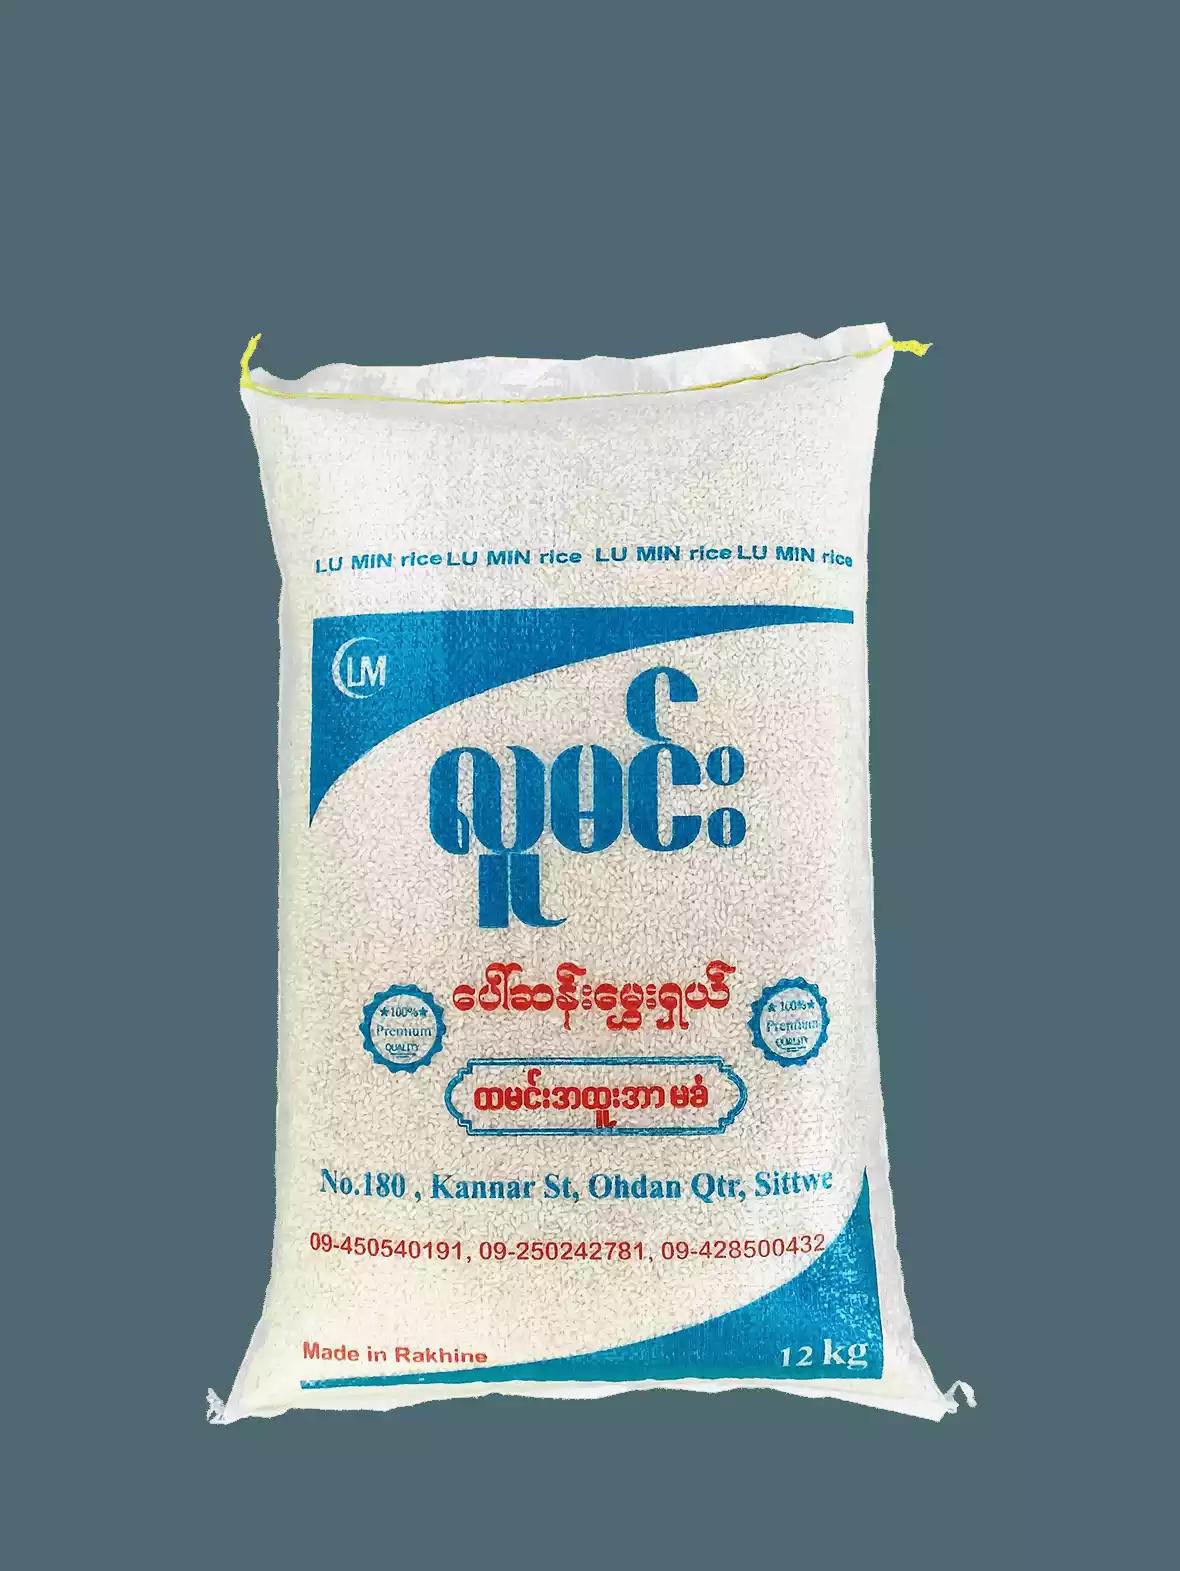 LU MIN rice LU MIN rice LU MIN rice LU MIN rice
LM
လူမင်း
ပေါ်ဆန်းမွှေးရှယ်
100%
Premium
QUALITY
100%
Premium
QUALITY
ထမင်းအထူးအာမခံ
No.180 , Kannar St, Ohdan Qtr, Sittwe
09-450540191, 09-250242781, 09-428500432
Made in Rakhine
12 kg